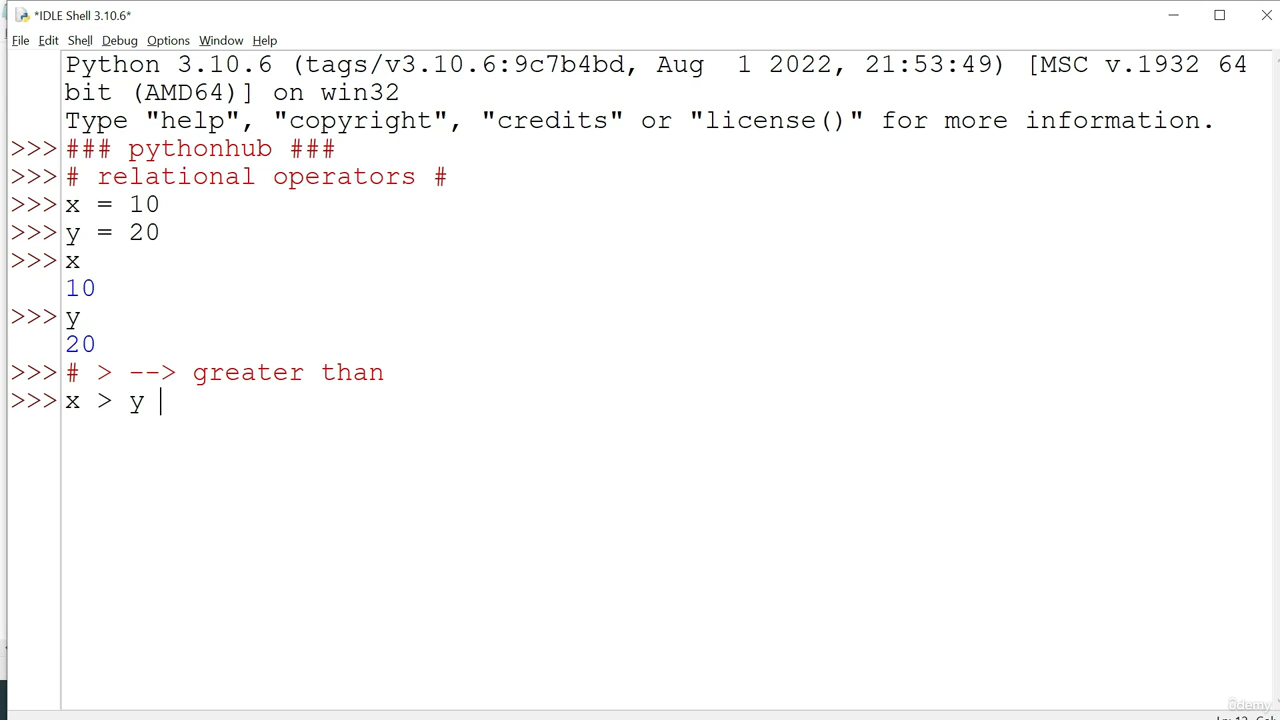 *IDLE Shell 3.10.6*
File Edit Shell Debug Options Window Help
Python 3.10.6 (tags/v3.10.6:9c7b4bd, Aug  1 2022, 21:53:49) [MSC v.1932 64
bit (AMD64)] on win32
Type "help", "copyright", "credits" or "license()" for more information.
>>> ### pythonhub ###
>>> # relational operators #
>>> x = 10
>>> y = 20
>>> x
10
>>> y
20
>>> # > --> greater than
>>> x > y
ûdemy